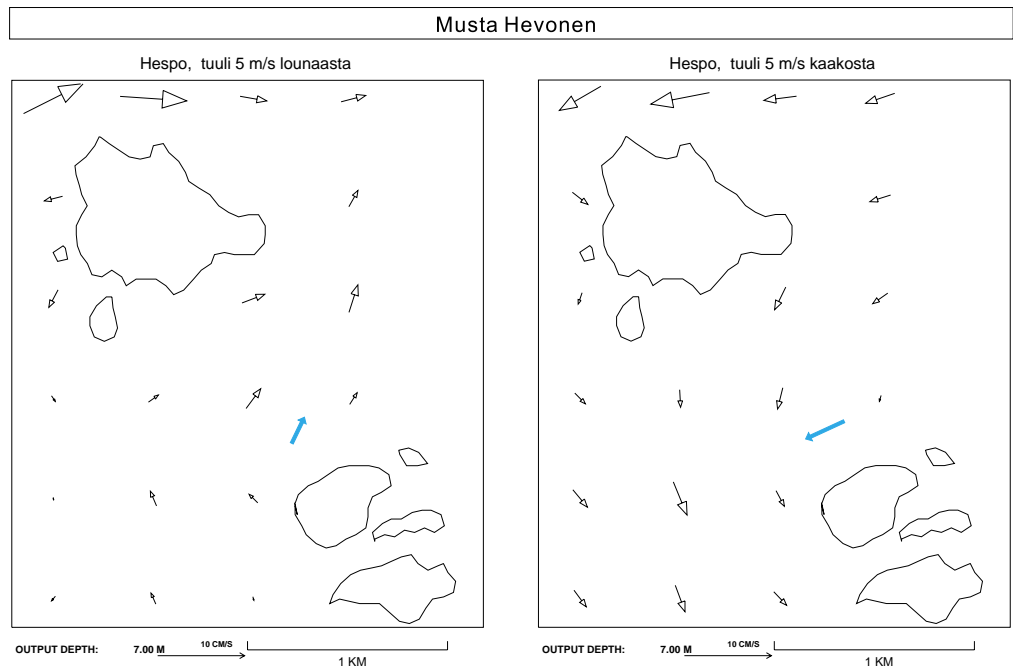 Musta Hevonen
Hespo, tuuli 5 m/s lounaasta
Hespo, tuuli 5 m/s kaakosta
OUTPUT DEPTH: 7.00 M 10 CM/S 1 KM
OUTPUT DEPTH: 7.00 M 10 CM/S 1 KM